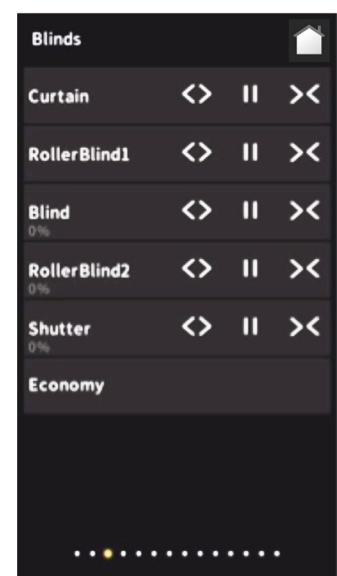 Blinds
Curtain
RollerBlind1
Blind
0%
RollerBlind2
0%
Shutter
0%
Economy